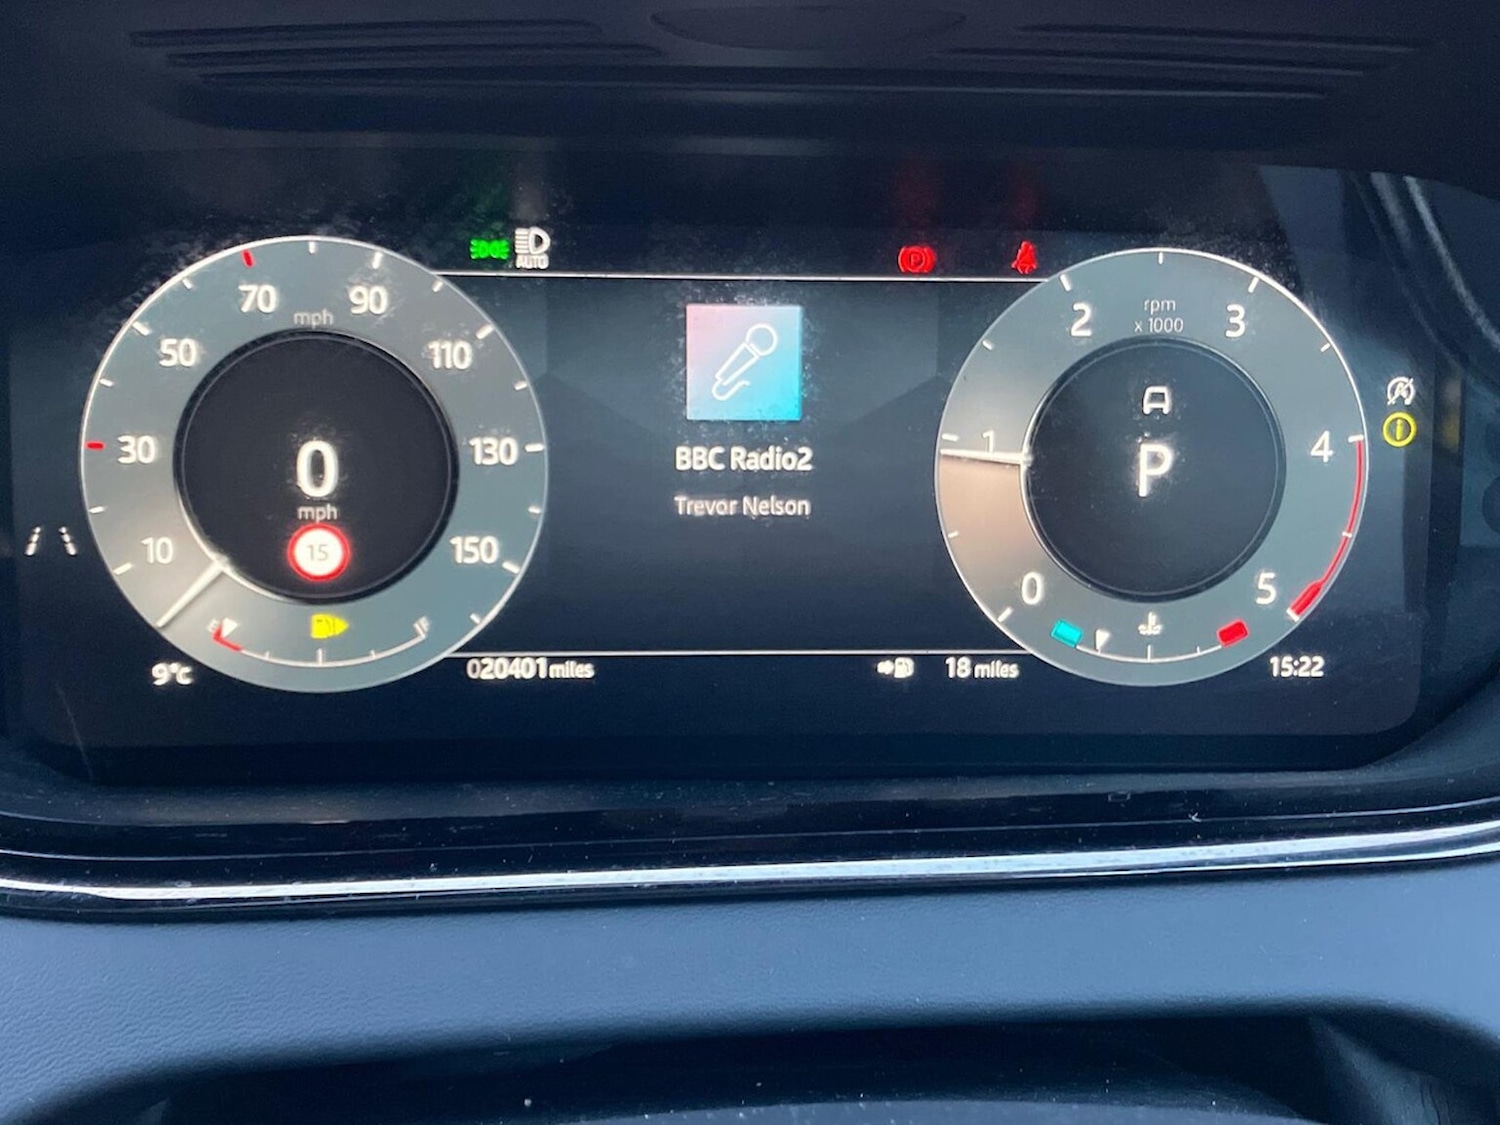 AUTO
P
70
mph
90
50
110
30
130
10
150
0
mph
15
E
F
9°c
020401 miles
BBC Radio2
Trevor Nelson
18 miles
rpm
x 1000
2
3
1
4
0
5
P
A
15:22